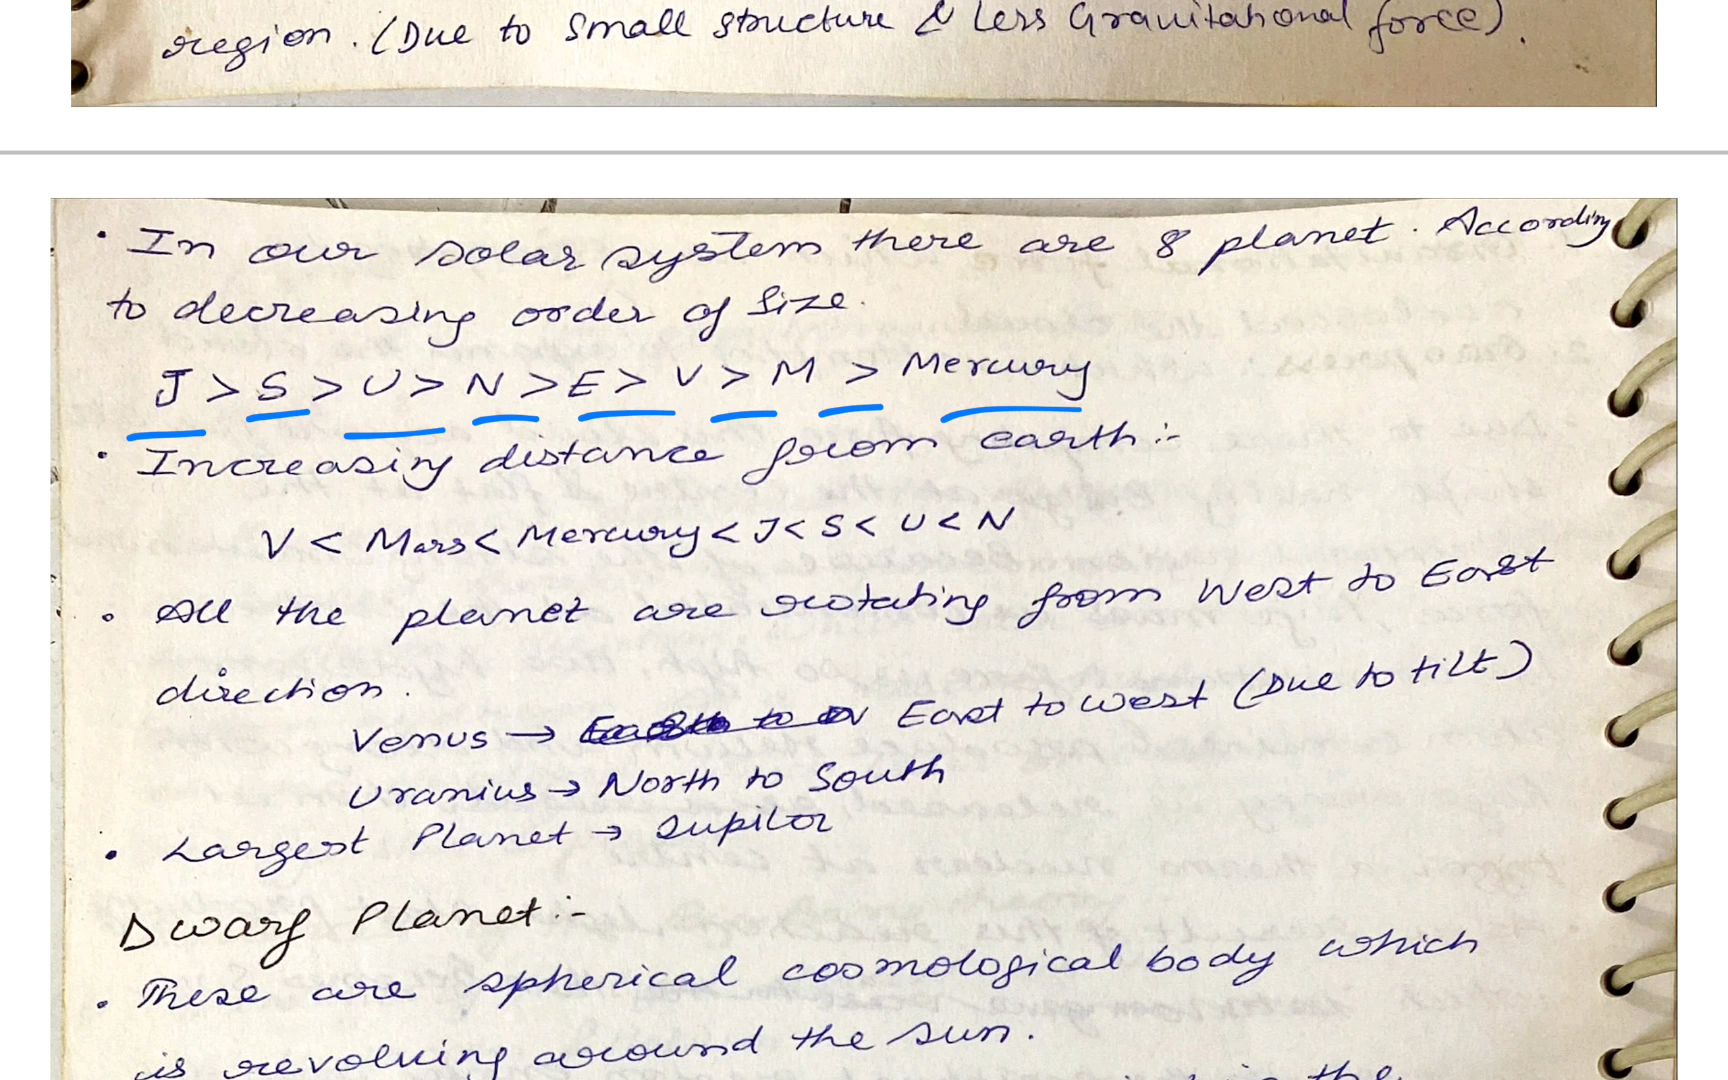 region. (Due to small structure & Less Gravitational force).
• In our solar system there are 8 planet. According
to decreasing order of size.
J > S > U > N > E > V > M > Mercury
• Increasing distance from earth :-
V < Mars < Mercury < J < S < U < N
• All the planet are rotating from West to East
direction.
Venus → East to west (Due to tilt)
Uranius → North to South
• Largest Planet → Jupitor
Dwarf Planet :-
• These are spherical cosmological body which
is revolving around the sun.
the